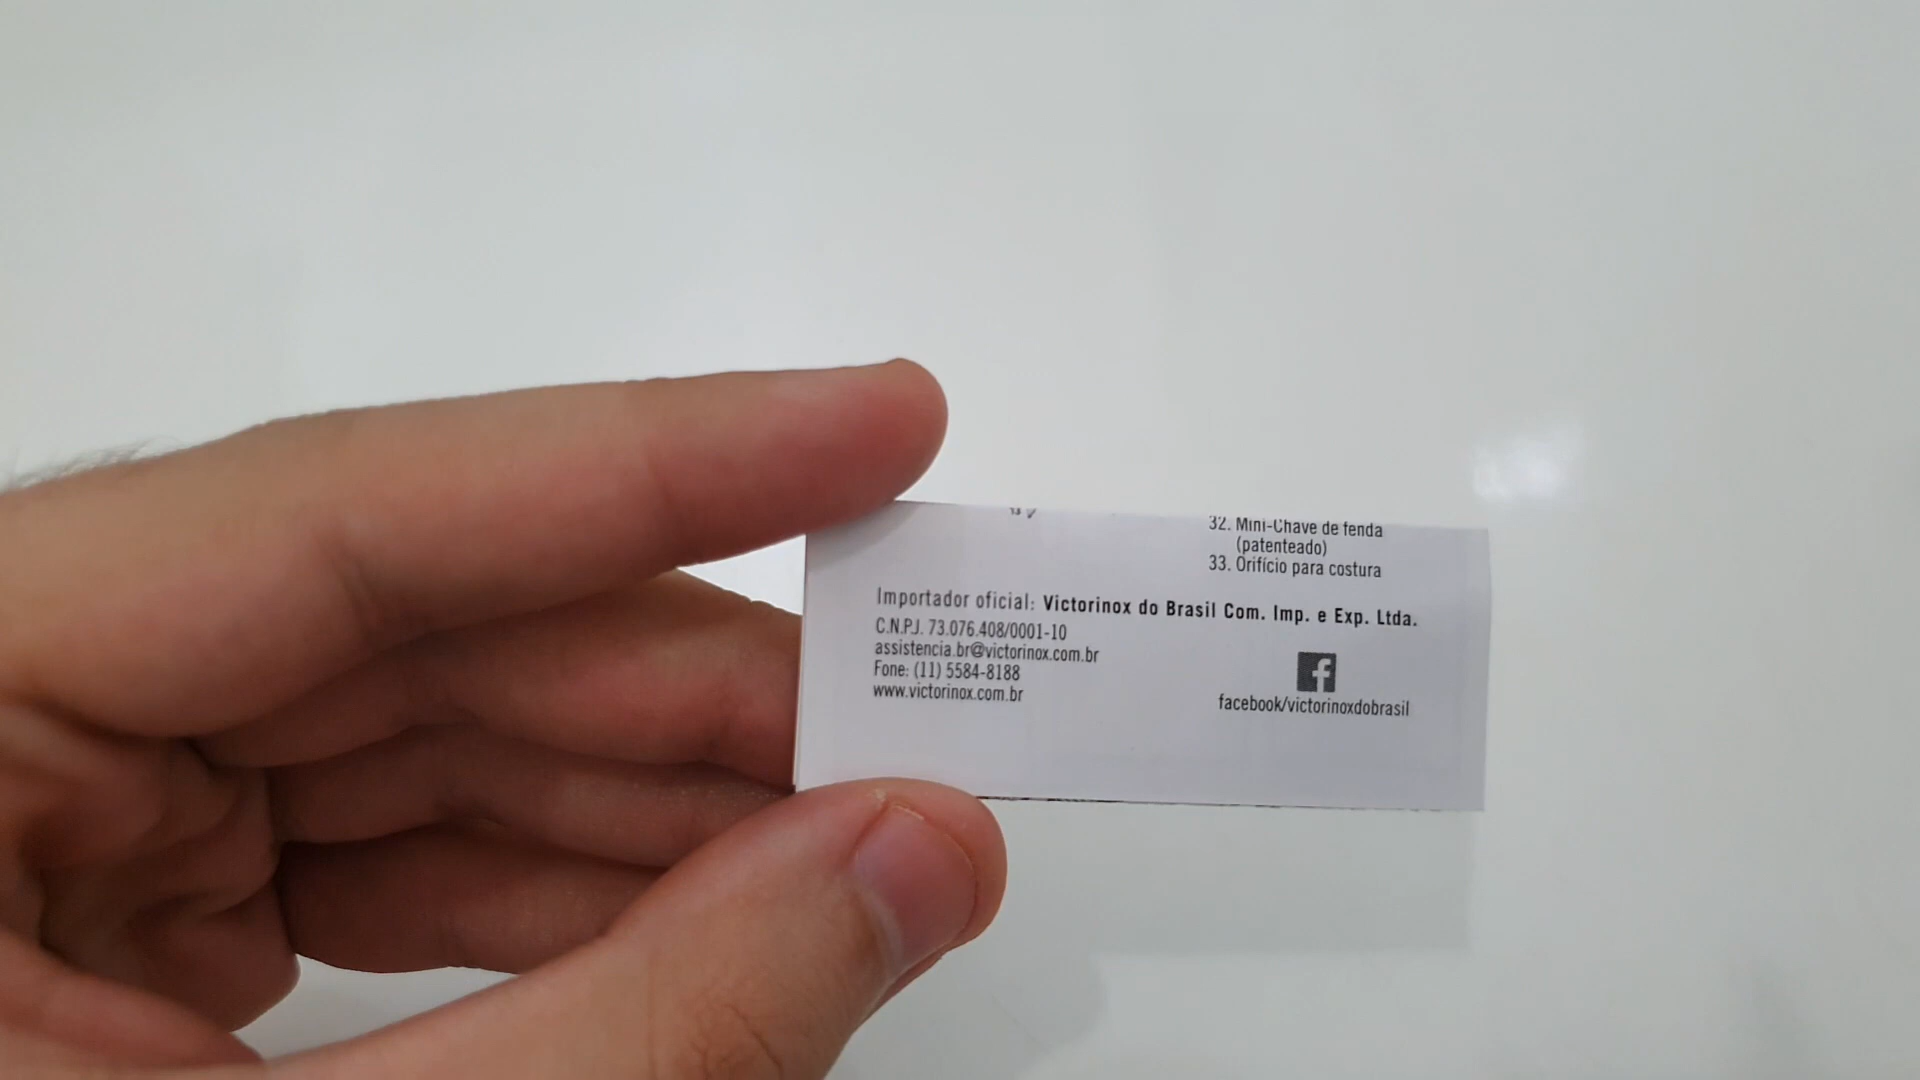 32. Mini-Chave de fenda
(patenteado)
33. Orifício para costura
Importador oficial: Victorinox do Brasil Com. Imp. e Exp. Ltda.
C.N.P.J. 73.076.408/0001-10
assistencia.br@victorinox.com.br
Fone: (11) 5584-8188
www.victorinox.com.br
f
facebook/victorinoxdobrasil